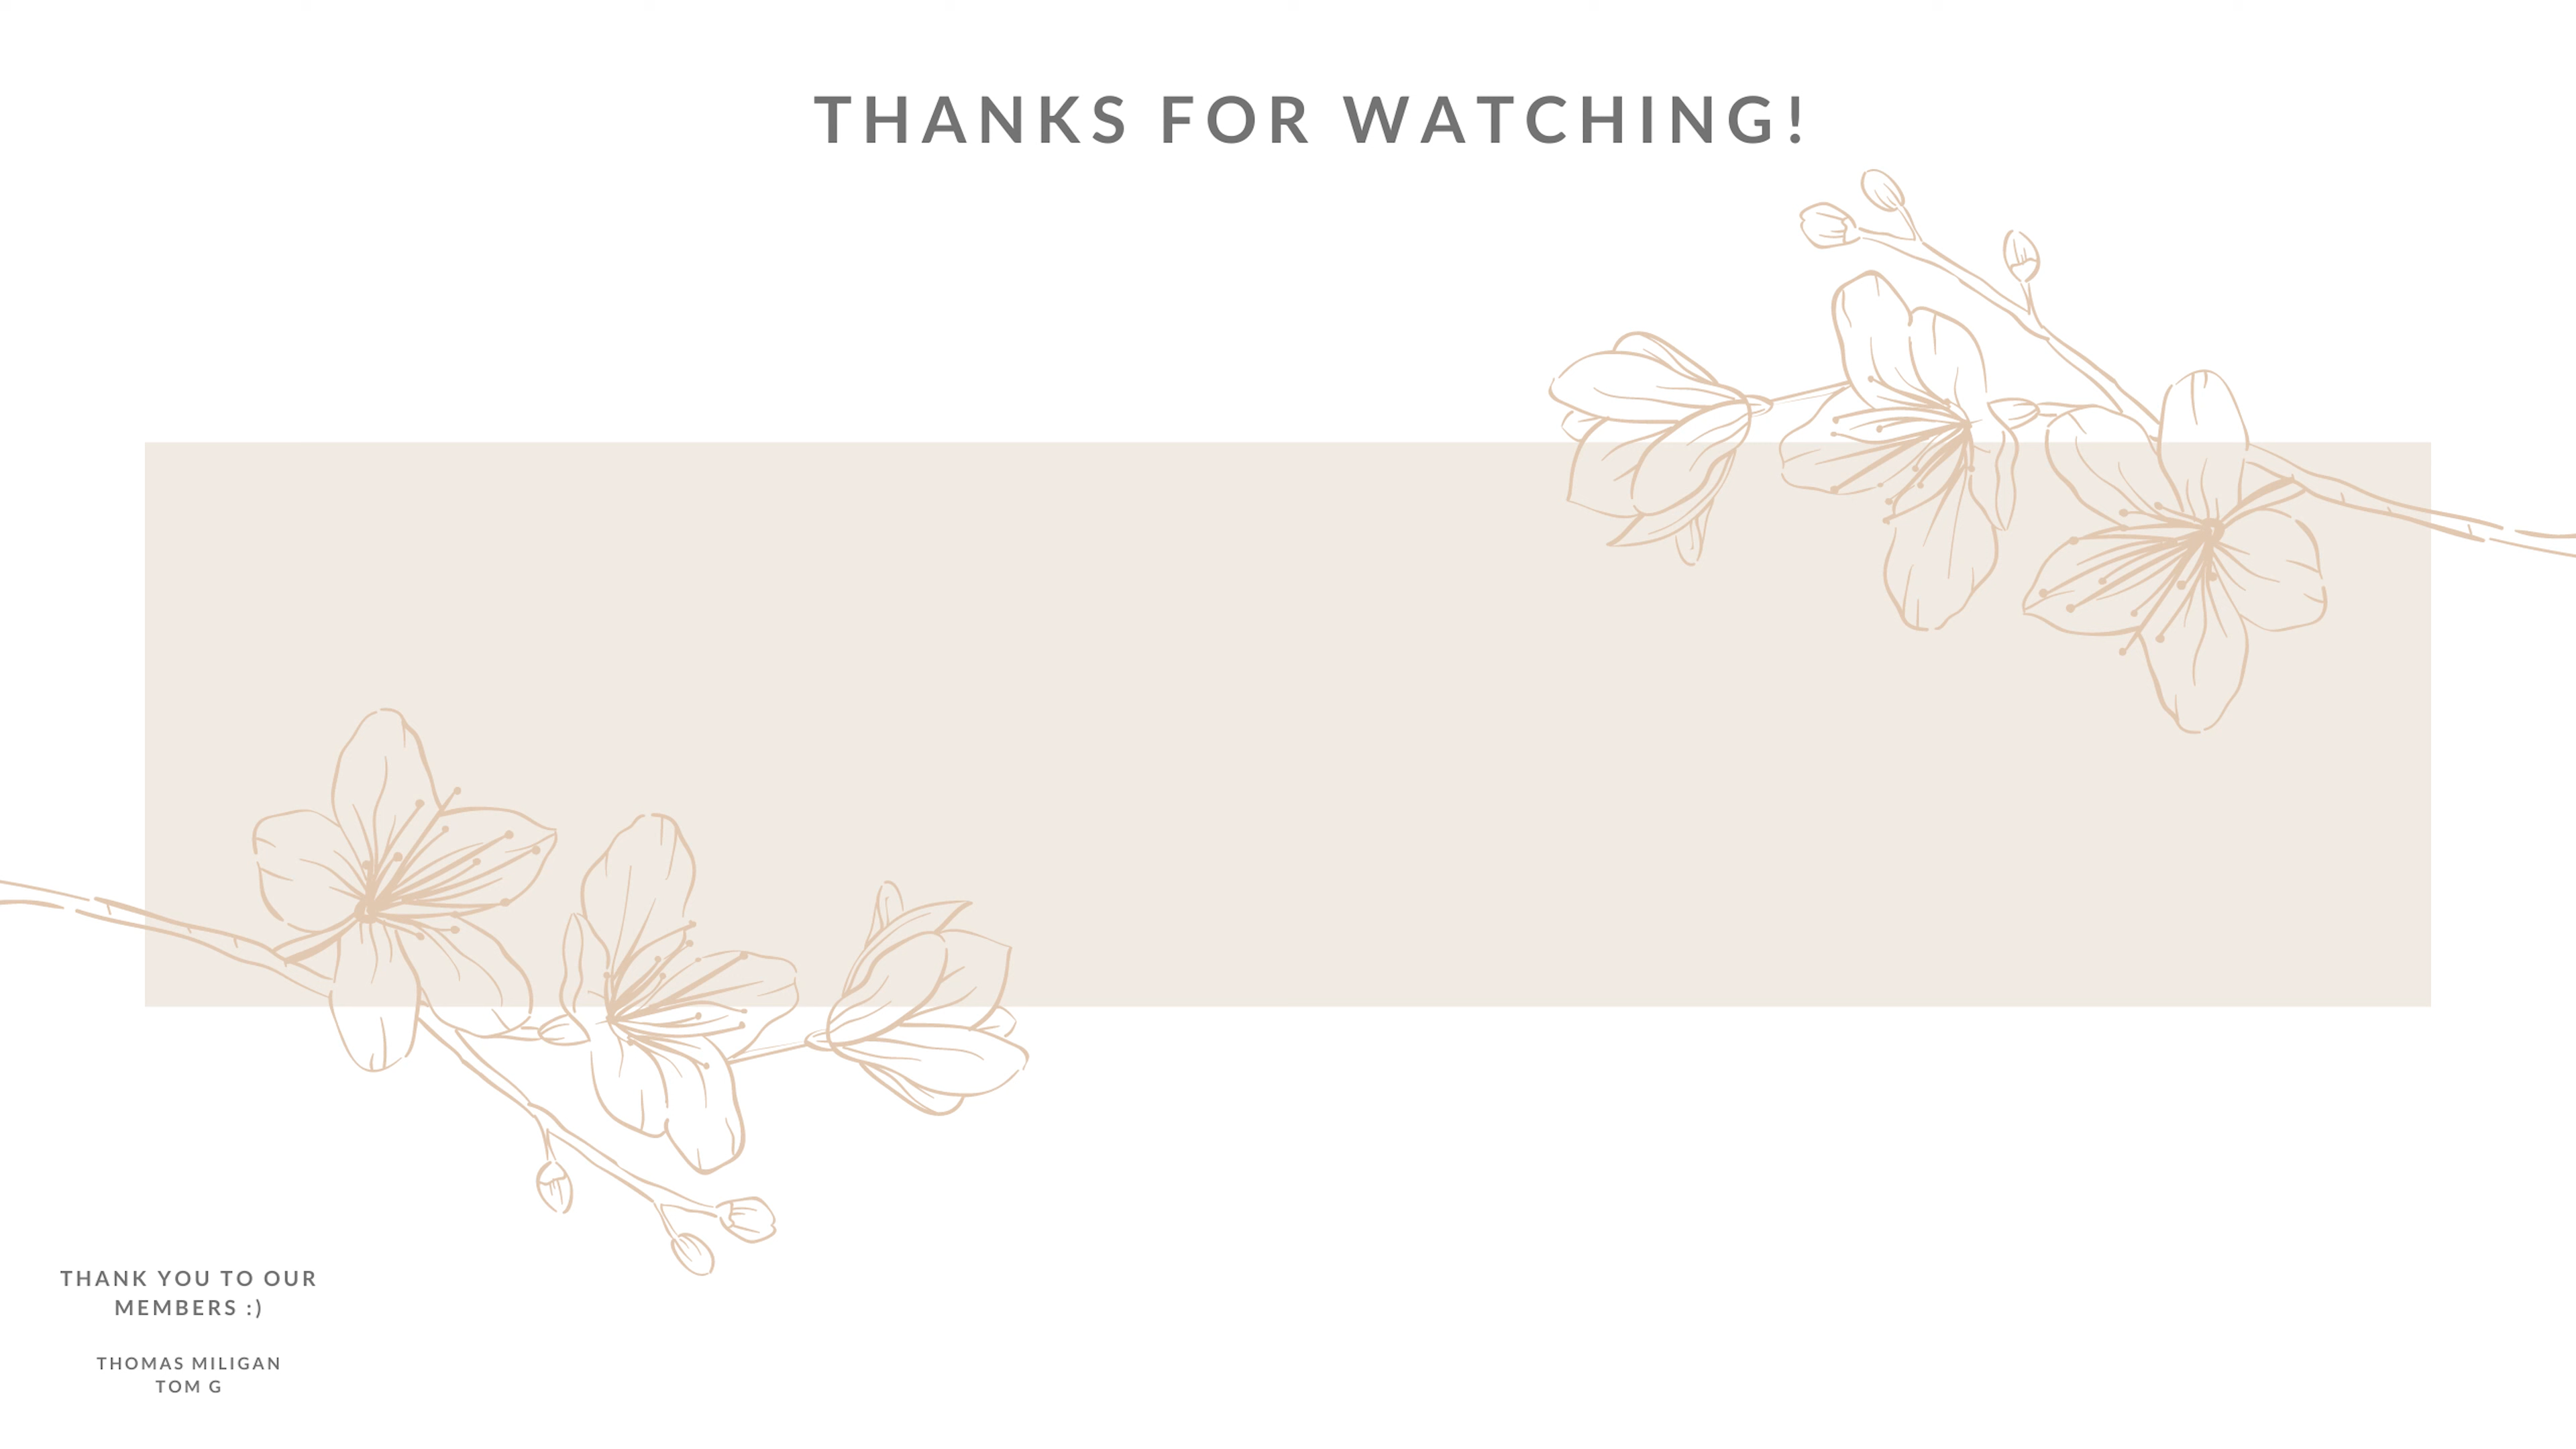 THANKS FOR WATCHING!
THANK YOU TO OUR
MEMBERS :)
THOMAS MILIGAN
TOM G